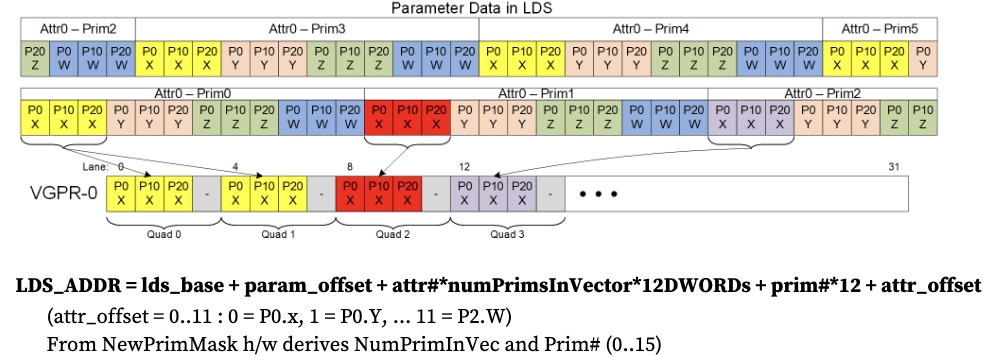 Parameter Data in LDS
Attr0 – Prim2 Attr0 – Prim3 Attr0 – Prim4 Attr0 – Prim5
P20 P0 P10 P20 P0 P10 P20 P0 P10 P20 P0 P10 P20 P0 P10 P20 P0 P10 P20 P0 P10 P20 P0 P10 P20 P0 P10 P20 P0 P10 P20 P0
Z W W W X X X Y Y Y Z Z Z W W W X X X Y Y Y Z Z Z W W W X X X Y
Attr0 – Prim0 Attr0 – Prim1 Attr0 – Prim2
P0 P10 P20 P0 P10 P20 P0 P10 P20 P0 P10 P20 P0 P10 P20 P0 P10 P20 P0 P10 P20 P0 P10 P20 P0 P10 P20 P0 P10 P20 P0 P10
X X X Y Y Y Z Z Z W W W X X X Y Y Y Z Z Z W W W X X X Y Y Y Z Z
Lane: 0 4 8 12 31
VGPR-0 P0 P10 P20 - P0 P10 P20 - P0 P10 P20 - P0 P10 P20 - •••
X X X X X X X X X X X X
Quad 0 Quad 1 Quad 2 Quad 3
LDS_ADDR = lds_base + param_offset + attr#*numPrimsInVector*12DWORDs + prim#*12 + attr_offset
(attr_offset = 0..11 : 0 = P0.x, 1 = P0.Y, ... 11 = P2.W)
From NewPrimMask h/w derives NumPrimInVec and Prim# (0..15)